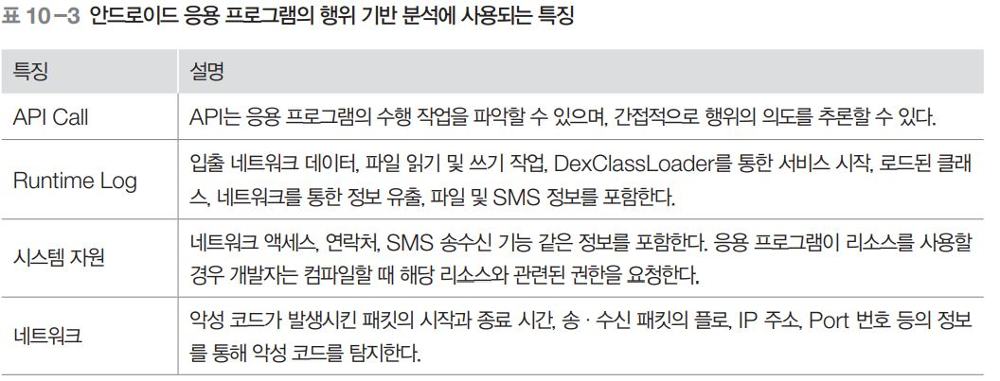 표 10-3 안드로이드 응용 프로그램의 행위 기반 분석에 사용되는 특징
특징 설명
API Call API는 응용 프로그램의 수행 작업을 파악할 수 있으며, 간접적으로 행위의 의도를 추론할 수 있다.
Runtime Log
입출 네트워크 데이터, 파일 읽기 및 쓰기 작업, DexClassLoader를 통한 서비스 시작, 로드된 클래
스, 네트워크를 통한 정보 유출, 파일 및 SMS 정보를 포함한다.
시스템 자원
네트워크 액세스, 연락처, SMS 송수신 기능 같은 정보를 포함한다. 응용 프로그램이 리소스를 사용할
경우 개발자는 컴파일할 때 해당 리소스와 관련된 권한을 요청한다.
네트워크
악성 코드가 발생시킨 패킷의 시작과 종료 시간, 송·수신 패킷의 플로, IP 주소, Port 번호 등의 정보
를 통해 악성 코드를 탐지한다.